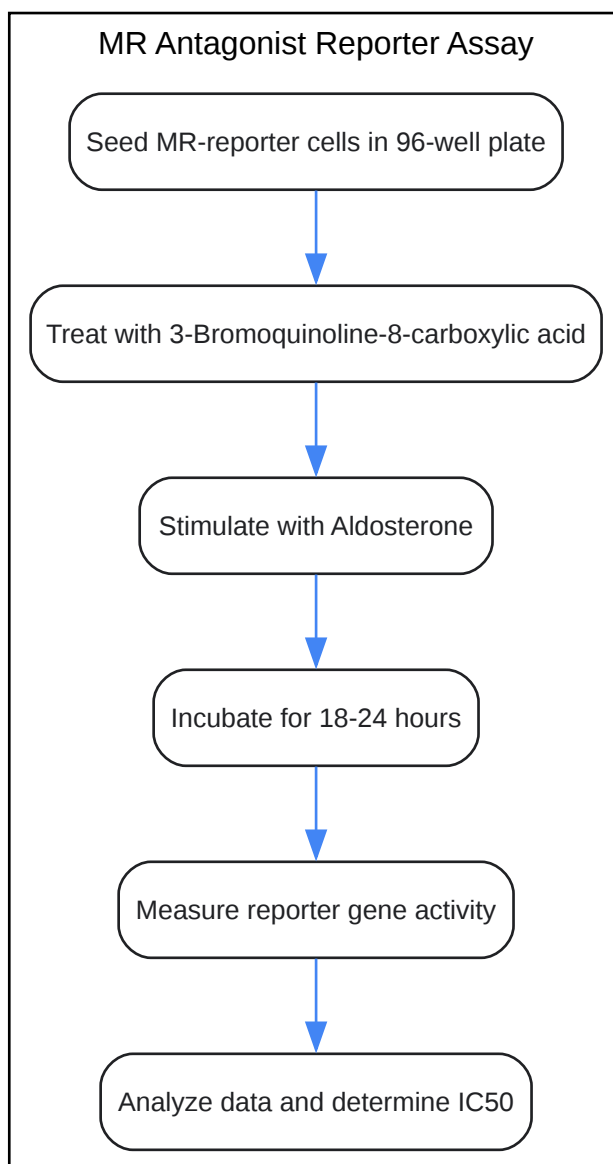 MR Antagonist Reporter Assay
Seed MR-reporter cells in 96-well plate
Treat with 3-Bromoquinoline-8-carboxylic acid
Stimulate with Aldosterone
Incubate for 18-24 hours
Measure reporter gene activity
Analyze data and determine IC50